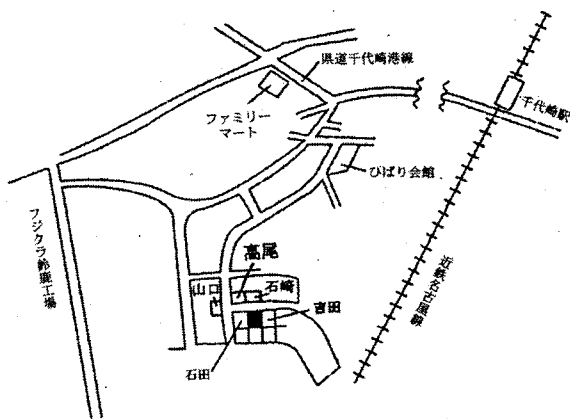 県道千代崎港線
千代崎駅
ファミリー
マート
ひばり会館
フジクラ鈴鹿工場
近鉄名古屋線
高尾
山口
石崎
吉田
石田